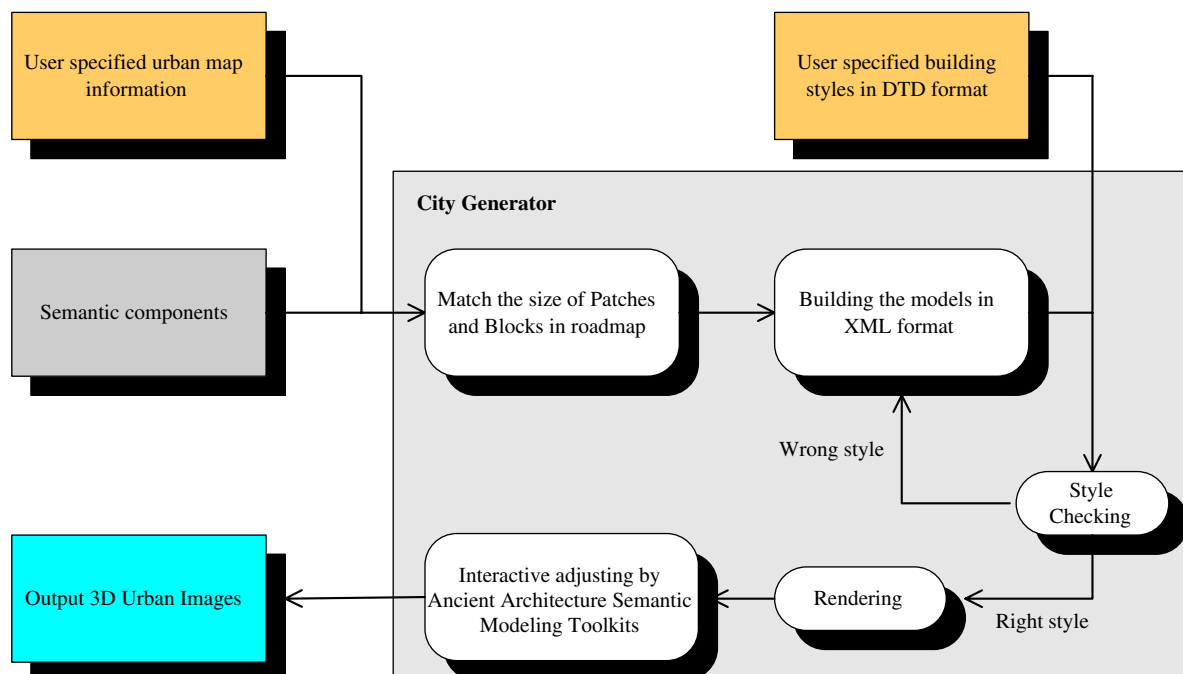 User specified urban map
information
User specified building
styles in DTD format
City Generator
Semantic components
Match the size of Patches
and Blocks in roadmap
Building the models in
XML format
Wrong style
Style
Checking
Output 3D Urban Images
Interactive adjusting by
Ancient Architecture Semantic
Modeling Toolkits
Rendering
Right style